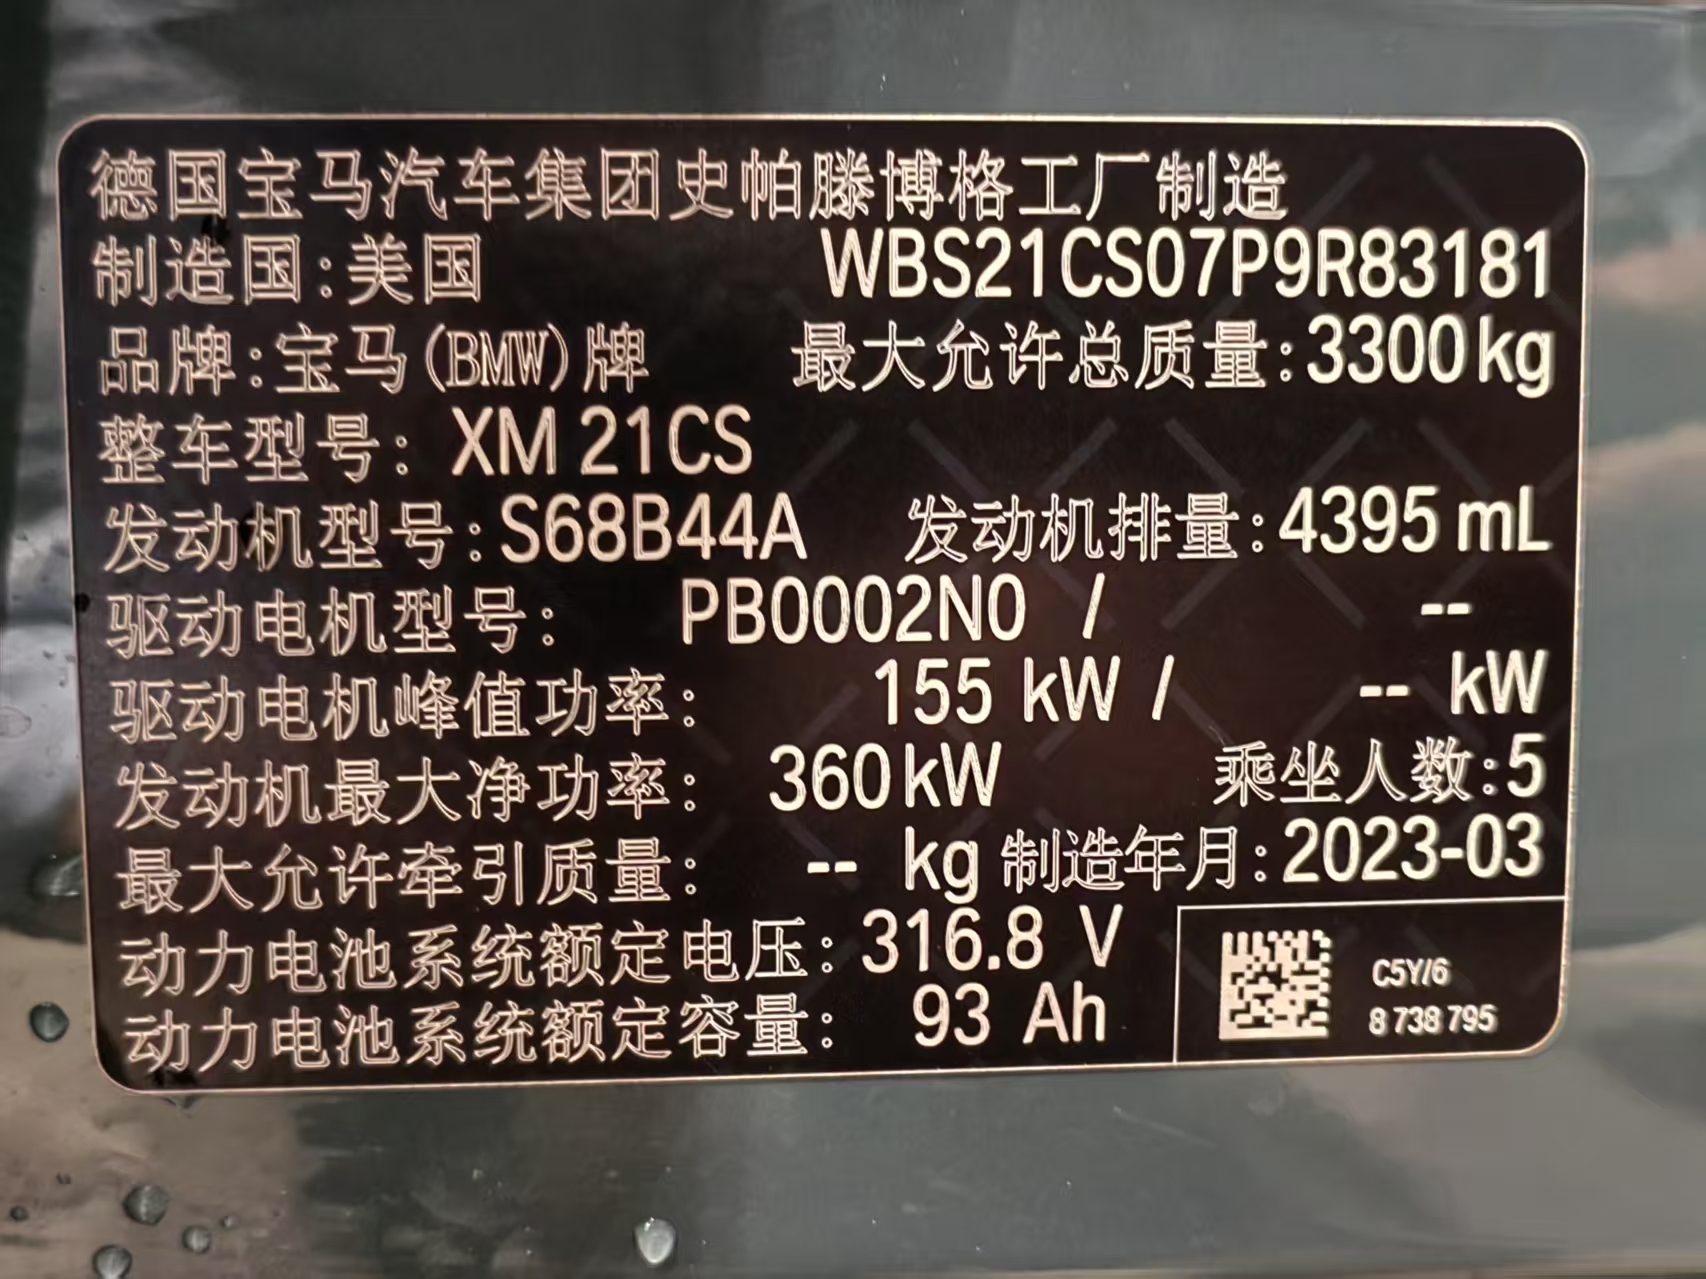 德国宝马汽车集团史帕滕博格工厂制造
制造国:美国 WBS21CS07P9R83181
品牌:宝马(BMW)牌 最大允许总质量:3300kg
整车型号: XM 21CS
发动机型号:S68B44A 发动机排量:4395 mL
驱动电机型号: PB0002N0 / --
驱动电机峰值功率: 155 kW / -- kW
发动机最大净功率: 360kW 乘坐人数:5
最大允许牵引质量: -- kg 制造年月:2023-03
动力电池系统额定电压:316.8 V
动力电池系统额定容量: 93 Ah
C5Y/6
8 738 795